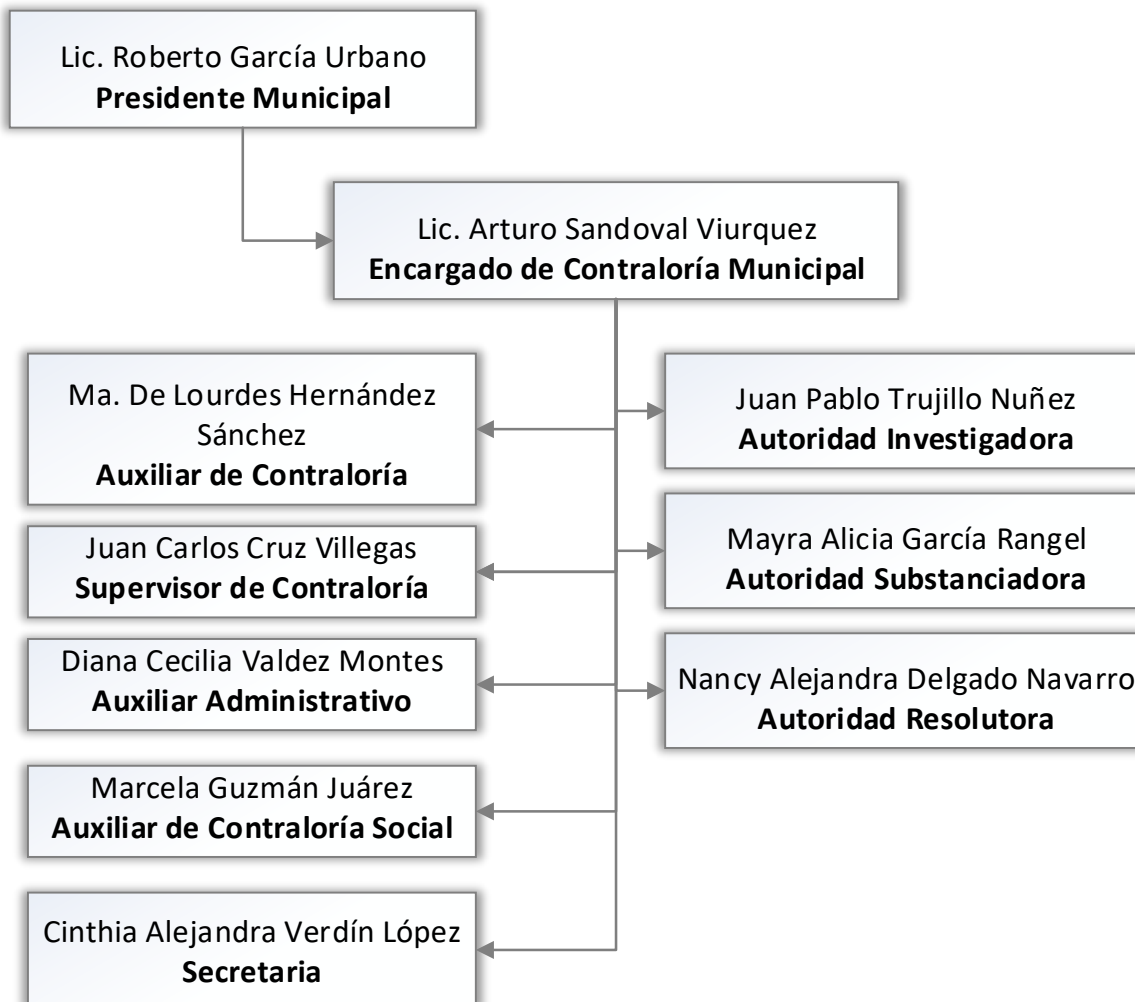 Lic. Roberto García Urbano
Presidente Municipal
Lic. Arturo Sandoval Viurquez
Encargado de Contraloría Municipal
Ma. De Lourdes Hernández
Sánchez
Auxiliar de Contraloría
Juan Carlos Cruz Villegas
Supervisor de Contraloría
Diana Cecilia Valdez Montes
Auxiliar Administrativo
Marcela Guzmán Juárez
Auxiliar de Contraloría Social
Cinthia Alejandra Verdín López
Secretaria
Juan Pablo Trujillo Nuñez
Autoridad Investigadora
Mayra Alicia García Rangel
Autoridad Substanciadora
Nancy Alejandra Delgado Navarro
Autoridad Resolutora